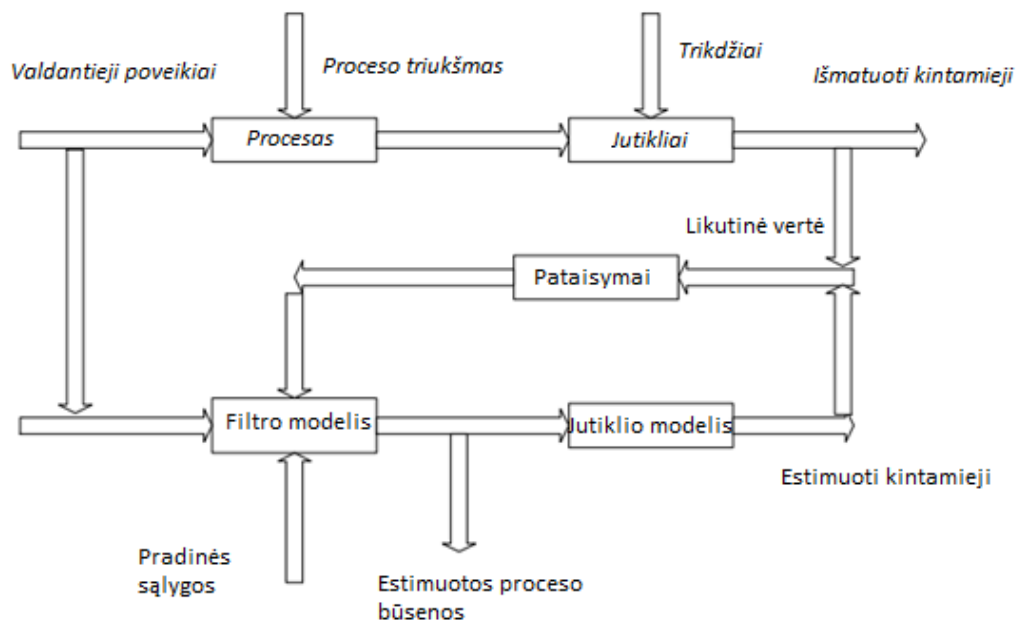 Valdantieji poveikiai
Proceso triukšmas
Trikdžiai
Išmatuoti kintamieji
Procesas
Jutikliai
Likutinė vertė
Pataisymai
Filtro modelis
Jutiklio modelis
Estimuoti kintamieji
Pradinės
sąlygos
Estimuotos proceso
būsenos